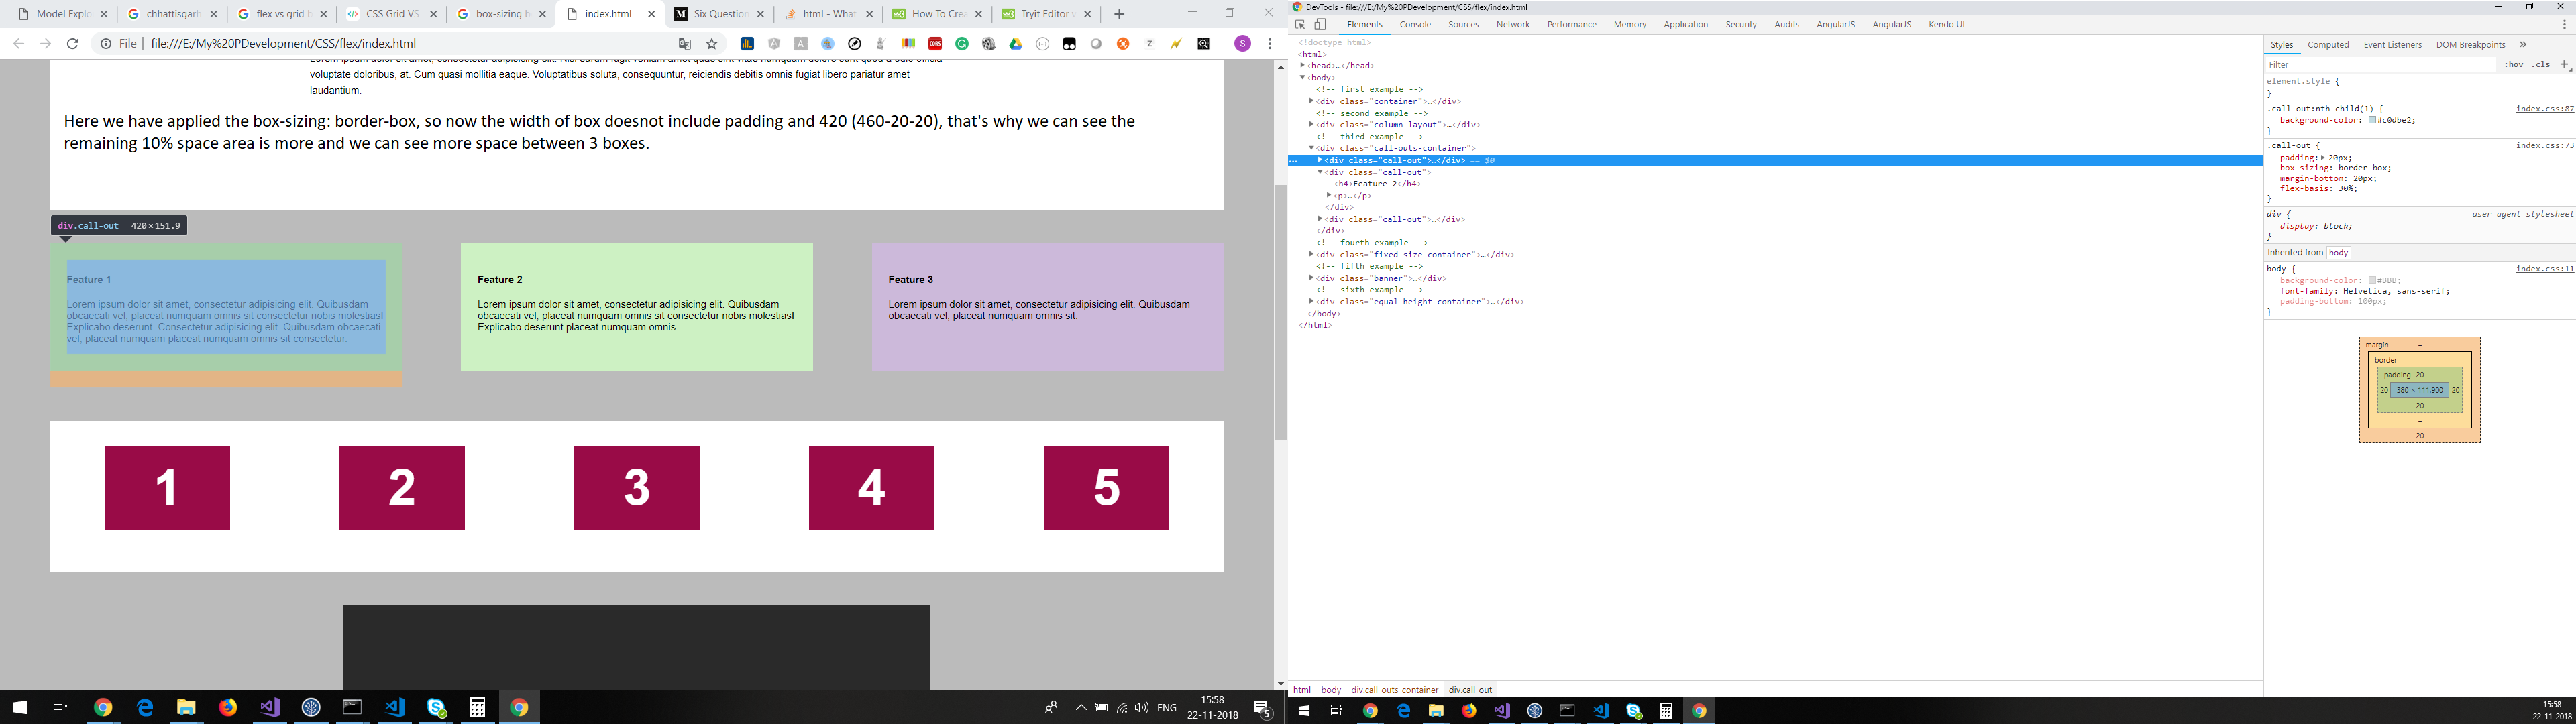 Model Explo
chhattisgarh
flex vs grid b
CSS Grid VS
box-sizing b
index.html
Six Question
html - What
How To Crea
Tryit Editor v
File | file:///E:/My%20PDevelopment/CSS/flex/index.html
voluptate doloribus, at. Cum quasi mollitia eaque. Voluptatibus soluta, consequuntur, reiciendis debitis omnis fugiat libero pariatur amet
laudantium.
Here we have applied the box-sizing: border-box, so now the width of box doesnot include padding and 420 (460-20-20), that's why we can see the
remaining 10% space area is more and we can see more space between 3 boxes.
div.call-out | 420×151.9
Feature 1
Lorem ipsum dolor sit amet, consectetur adipisicing elit. Quibusdam
obcaecati vel, placeat numquam omnis sit consectetur nobis molestias!
Explicabo deserunt. Consectetur adipisicing elit. Quibusdam obcaecati
vel, placeat numquam placeat numquam omnis sit consectetur.
Feature 2
Lorem ipsum dolor sit amet, consectetur adipisicing elit. Quibusdam
obcaecati vel, placeat numquam omnis sit consectetur nobis molestias!
Explicabo deserunt placeat numquam omnis.
Feature 3
Lorem ipsum dolor sit amet, consectetur adipisicing elit. Quibusdam
obcaecati vel, placeat numquam omnis sit.
1
2
3
4
5
ENG
15:58
22-11-2018
5
DevTools - file:///E:/My%20PDevelopment/CSS/flex/index.html
Elements Console Sources Network Performance Memory Application Security Audits AngularJS AngularJS Kendo UI
<!doctype html>
<html>
<head>…</head>
<body>
<!-- first example -->
<div class="container">…</div>
<!-- second example -->
<div class="column-layout">…</div>
<!-- third example -->
<div class="call-outs-container">
<div class="call-out">…</div> == $0
<div class="call-out">
<h4>Feature 2</h4>
<p>…</p>
</div>
<div class="call-out">…</div>
</div>
<!-- fourth example -->
<div class="fixed-size-container">…</div>
<!-- fifth example -->
<div class="banner">…</div>
<!-- sixth example -->
<div class="equal-height-container">…</div>
</body>
</html>
html body div.call-outs-container div.call-out
Styles Computed Event Listeners DOM Breakpoints »
Filter :hov .cls +
element.style {
}
.call-out:nth-child(1) { index.css:87
background-color: #c0dbe2;
}
.call-out { index.css:73
padding: 20px;
box-sizing: border-box;
margin-bottom: 20px;
flex-basis: 30%;
}
div { user agent stylesheet
display: block;
}
Inherited from body
body { index.css:11
background-color: #BBB;
font-family: Helvetica, sans-serif;
padding-bottom: 100px;
}
margin –
border –
padding 20
– – 20 380 × 111.900 20 – –
20
–
20
15:58
22-11-2018